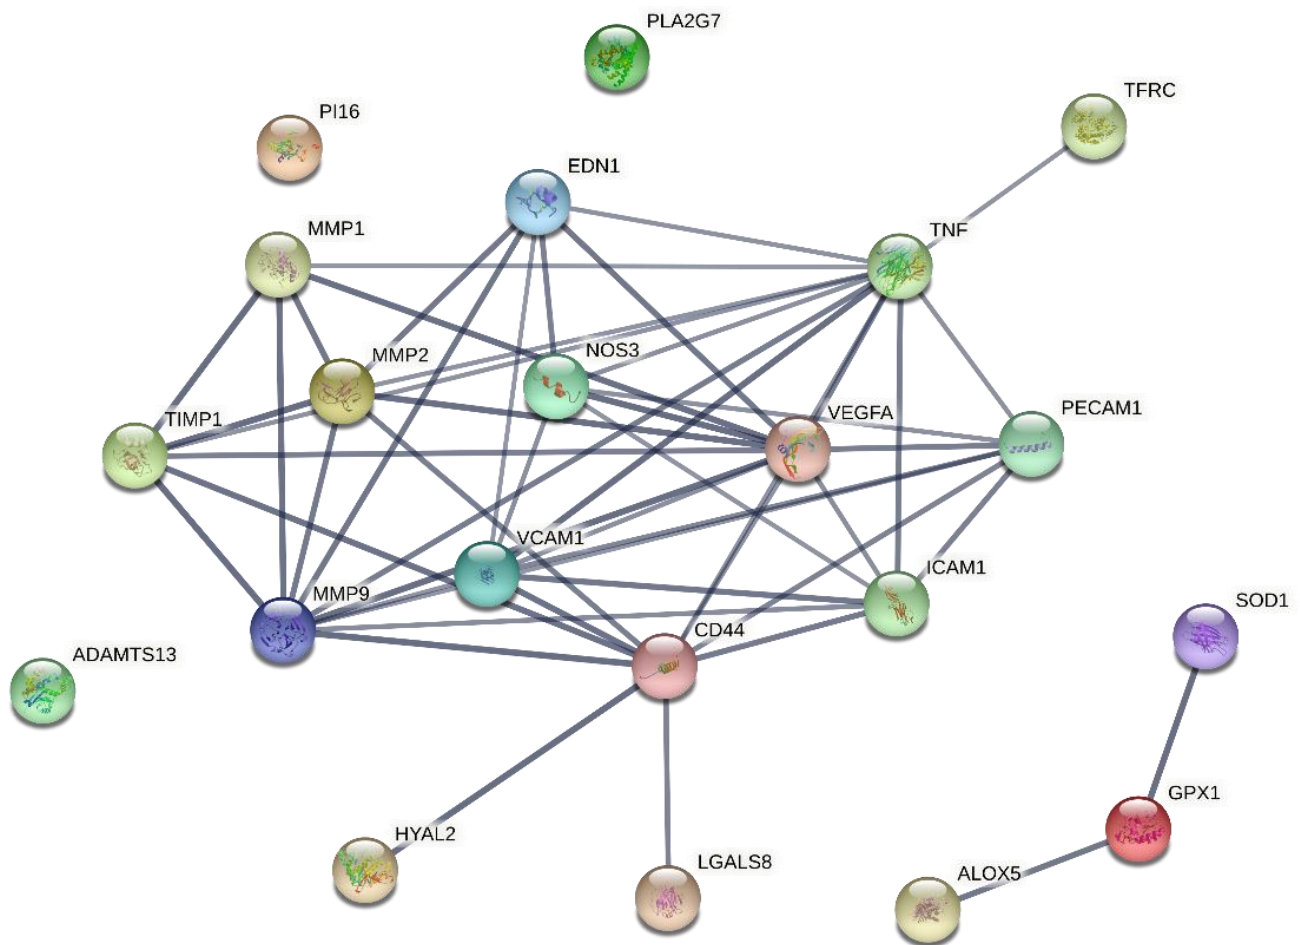 PLA2G7
TFRC
PI16
EDN1
MMP1
TNF
NOS3
MMP2
PECAM1
VEGFA
TIMP1
VCAM1
ICAM1
MMP9
SOD1
CD44
ADAMTS13
GPX1
HYAL2
LGALS8
ALOX5